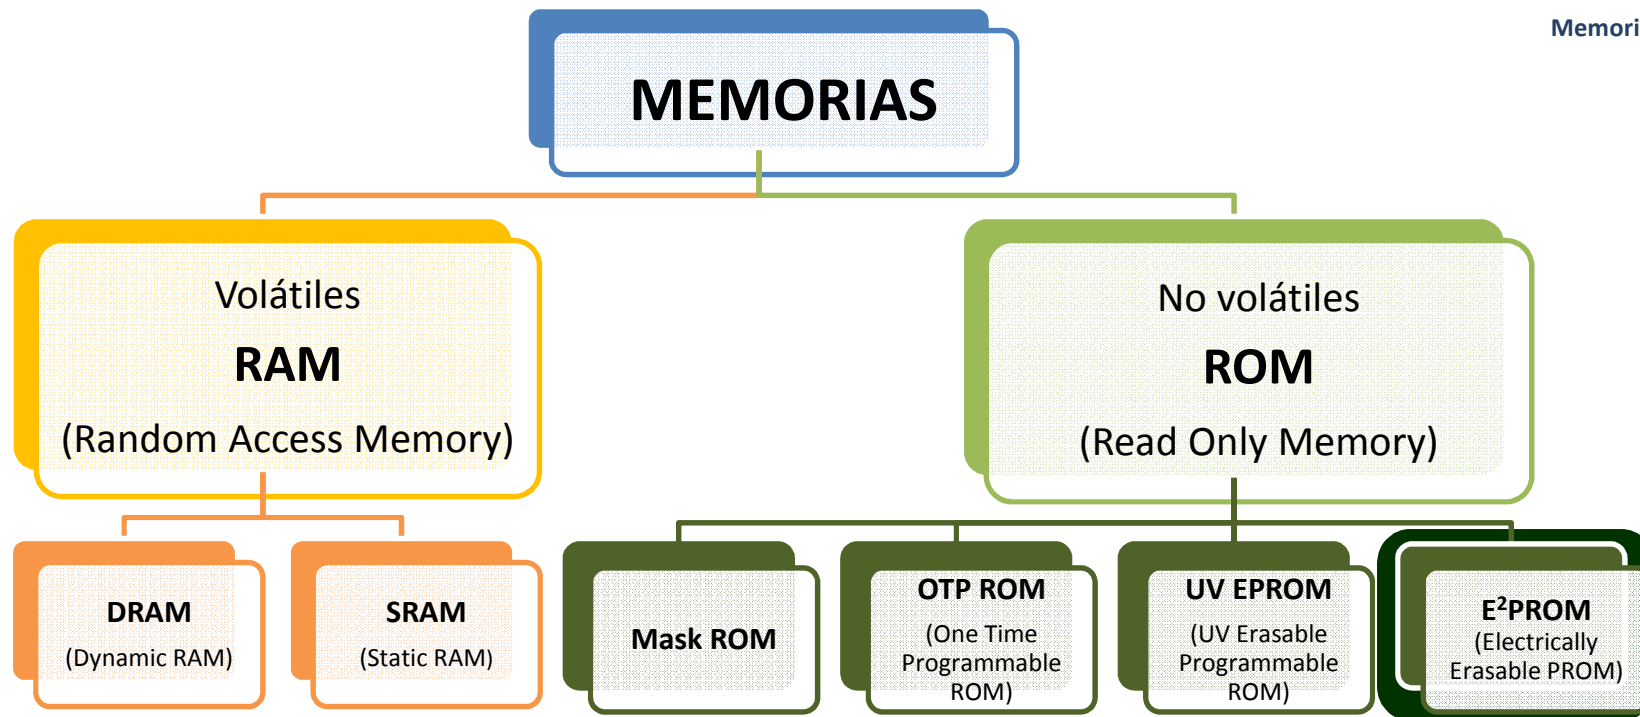 Memori
MEMORIAS
Volátiles
RAM
(Random Access Memory)
No volátiles
ROM
(Read Only Memory)
DRAM
(Dynamic RAM)
SRAM
(Static RAM)
Mask ROM
OTP ROM
(One Time
Programmable
ROM)
UV EPROM
(UV Erasable
Programmable
ROM)
E²PROM
(Electrically
Erasable PROM)